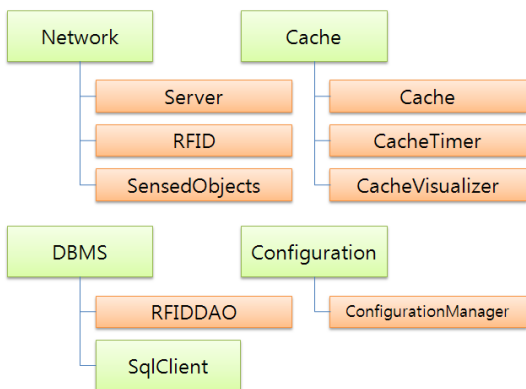 Network
Server
RFID
SensedObjects
Cache
Cache
CacheTimer
CacheVisualizer
DBMS
RFIDDAO
SqlClient
Configuration
ConfigurationManager